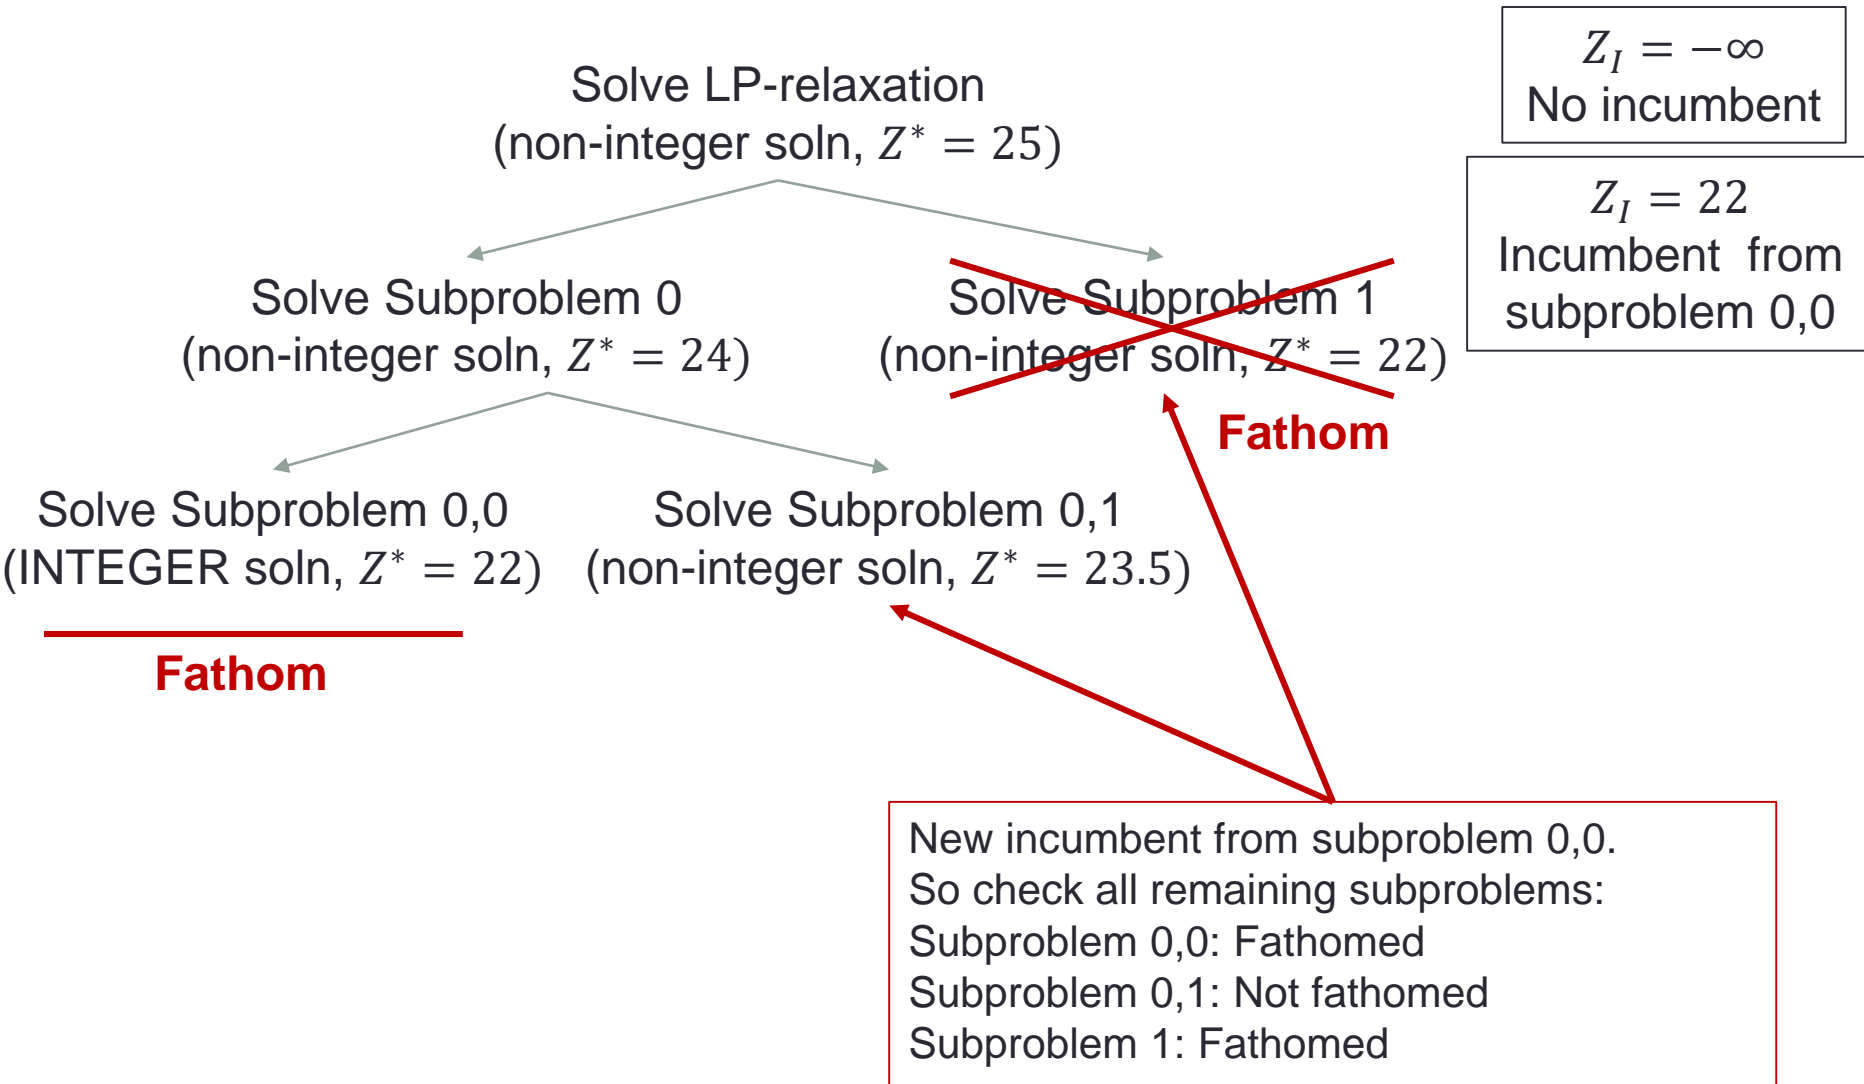 Z_I = −∞
No incumbent
Solve LP-relaxation
(non-integer soln, Z* = 25)
Z_I = 22
Incumbent from
subproblem 0,0
Solve Subproblem 0
(non-integer soln, Z* = 24)
Solve Subproblem 1
(non-integer soln, Z* = 22)
Fathom
Solve Subproblem 0,0
(INTEGER soln, Z* = 22)
Solve Subproblem 0,1
(non-integer soln, Z* = 23.5)
Fathom
New incumbent from subproblem 0,0.
So check all remaining subproblems:
Subproblem 0,0: Fathomed
Subproblem 0,1: Not fathomed
Subproblem 1: Fathomed